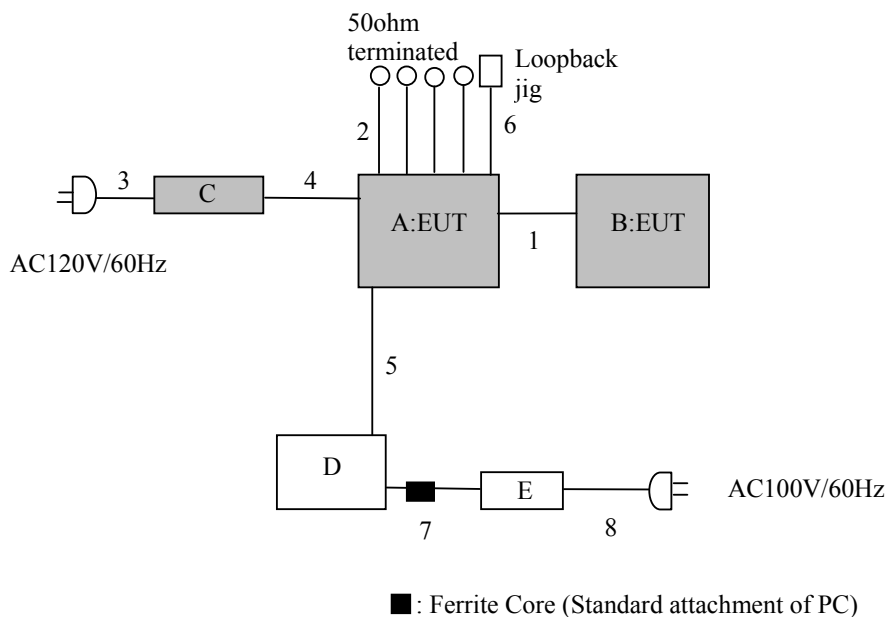 50ohm
terminated
Loopback
jig
2
6
3
C
4
A:EUT
1
B:EUT
AC120V/60Hz
5
D
E
AC100V/60Hz
7
8
: Ferrite Core (Standard attachment of PC)